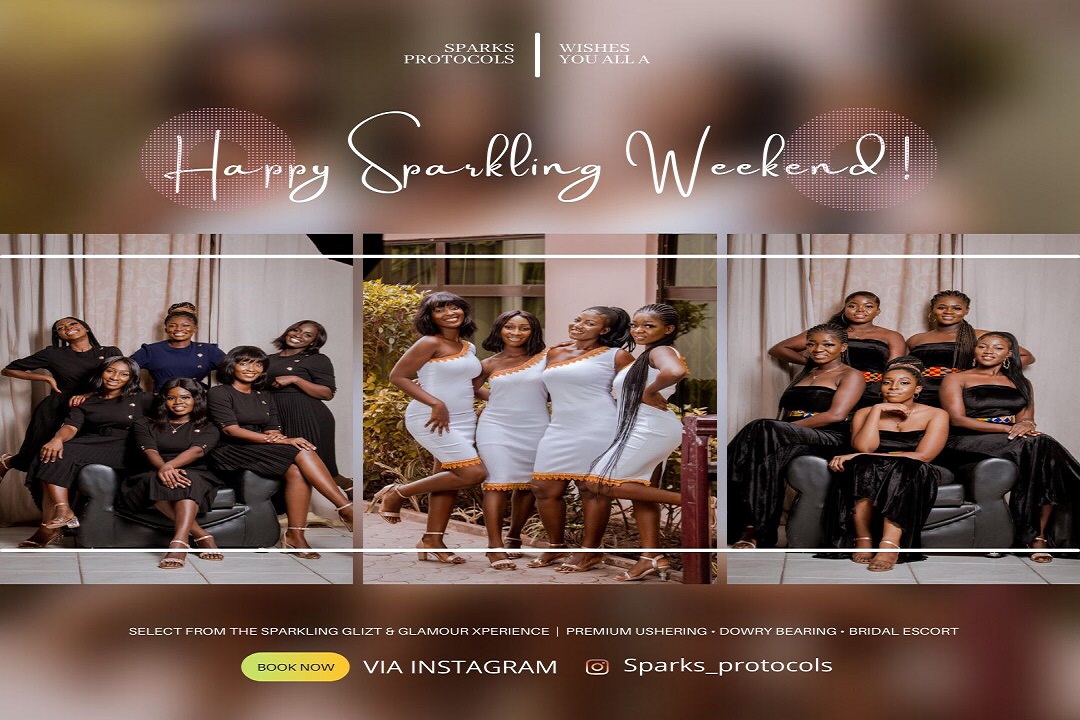 SPARKS
PROTOCOLS
WISHES
YOU ALL A
Happy Sparkling Weekend!
SELECT FROM THE SPARKLING GLIZT & GLAMOUR XPERIENCE | PREMIUM USHERING • DOWRY BEARING • BRIDAL ESCORT
BOOK NOW VIA INSTAGRAM Sparks_protocols